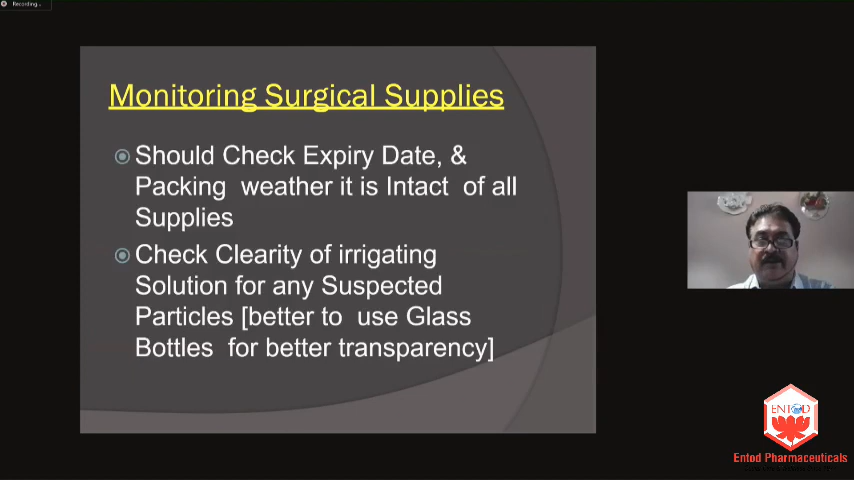 Recording...
Monitoring Surgical Supplies
Should Check Expiry Date, &
Packing weather it is Intact of all
Supplies
Check Clearity of irrigating
Solution for any Suspected
Particles [better to use Glass
Bottles for better transparency]
ENTOD
Entod Pharmaceuticals